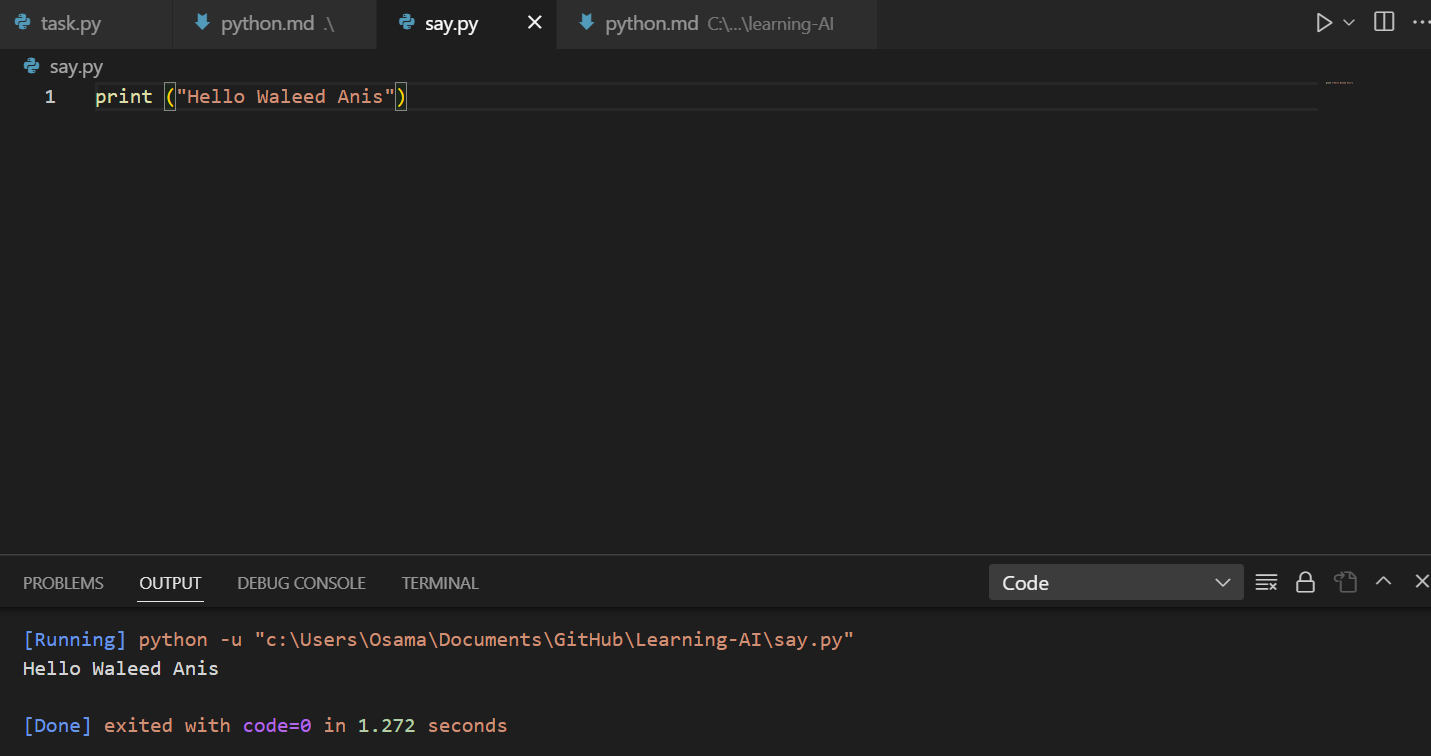 task.py python.md .\ say.py python.md C:\...\learning-AI
say.py
1 print ("Hello Waleed Anis")
PROBLEMS OUTPUT DEBUG CONSOLE TERMINAL Code
[Running] python -u "c:\Users\Osama\Documents\GitHub\Learning-AI\say.py"
Hello Waleed Anis
[Done] exited with code=0 in 1.272 seconds